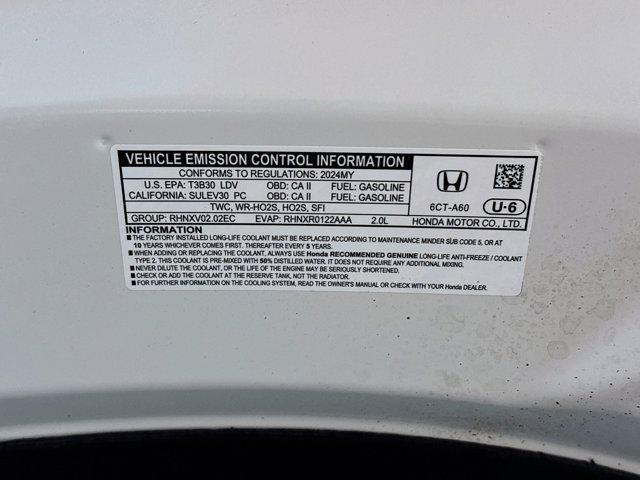 VEHICLE EMISSION CONTROL INFORMATION
CONFORMS TO REGULATIONS: 2024MY
U.S. EPA: T3B30 LDV OBD: CA II FUEL: GASOLINE
CALIFORNIA: SULEV30 PC OBD: CA II FUEL: GASOLINE
TWC, WR-HO2S, HO2S, SFI
GROUP: RHNXV02.02EC EVAP: RHNXR0122AAA 2.0L
6CT-A60 U-6
HONDA MOTOR CO., LTD.
INFORMATION
■ THE FACTORY INSTALLED LONG-LIFE COOLANT MUST BE REPLACED ACCORDING TO MAINTENANCE MINDER SUB CODE 5, OR AT
10 YEARS WHICHEVER COMES FIRST. THEREAFTER EVERY 5 YEARS.
■ WHEN ADDING OR REPLACING THE COOLANT, ALWAYS USE Honda RECOMMENDED GENUINE LONG-LIFE ANTI-FREEZE / COOLANT
TYPE 2. THIS COOLANT IS PRE-MIXED WITH 50% DISTILLED WATER. IT DOES NOT REQUIRE ANY ADDITIONAL MIXING.
■ NEVER DILUTE THE COOLANT, OR THE LIFE OF THE ENGINE MAY BE SERIOUSLY SHORTENED.
■ CHECK OR ADD THE COOLANT AT THE RESERVE TANK, NOT THE RADIATOR.
■ FOR FURTHER INFORMATION ON THE COOLING SYSTEM, READ THE OWNER'S MANUAL OR CHECK WITH YOUR Honda DEALER.